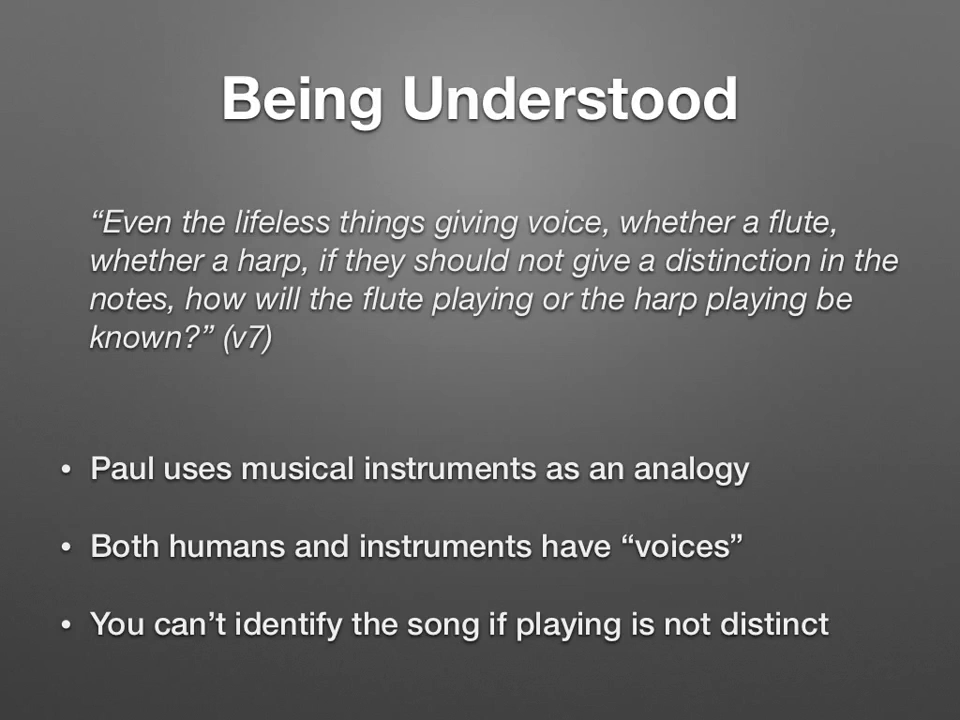 Being Understood
“Even the lifeless things giving voice, whether a flute,
whether a harp, if they should not give a distinction in the
notes, how will the flute playing or the harp playing be
known?” (v7)
• Paul uses musical instruments as an analogy
• Both humans and instruments have “voices”
• You can’t identify the song if playing is not distinct